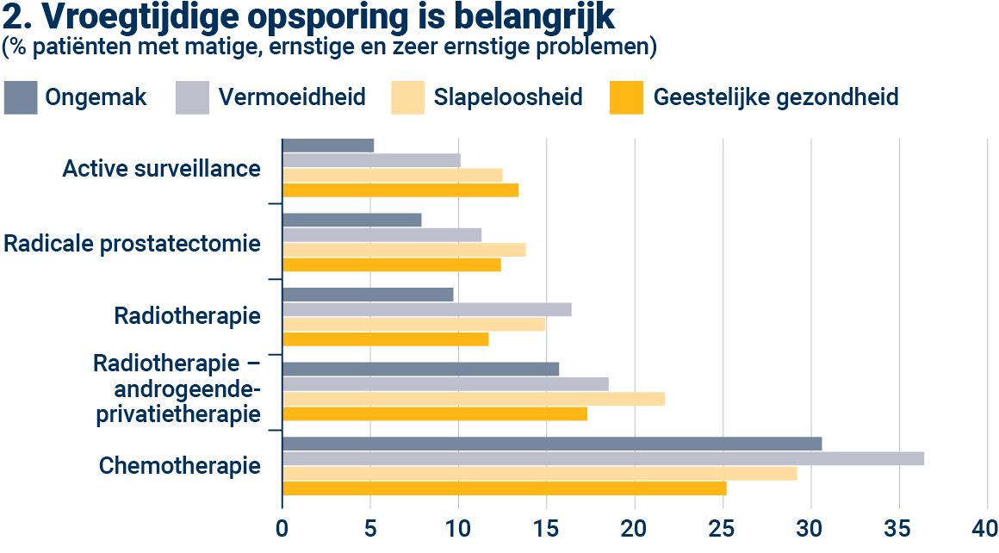 2. Vroegtijdige opsporing is belangrijk
(% patiënten met matige, ernstige en zeer ernstige problemen)
Ongemak Vermoeidheid Slapeloosheid Geestelijke gezondheid
Active surveillance
Radicale prostatectomie
Radiotherapie
Radiotherapie –
androgeende-
privatietherapie
Chemotherapie
0 5 10 15 20 25 30 35 40